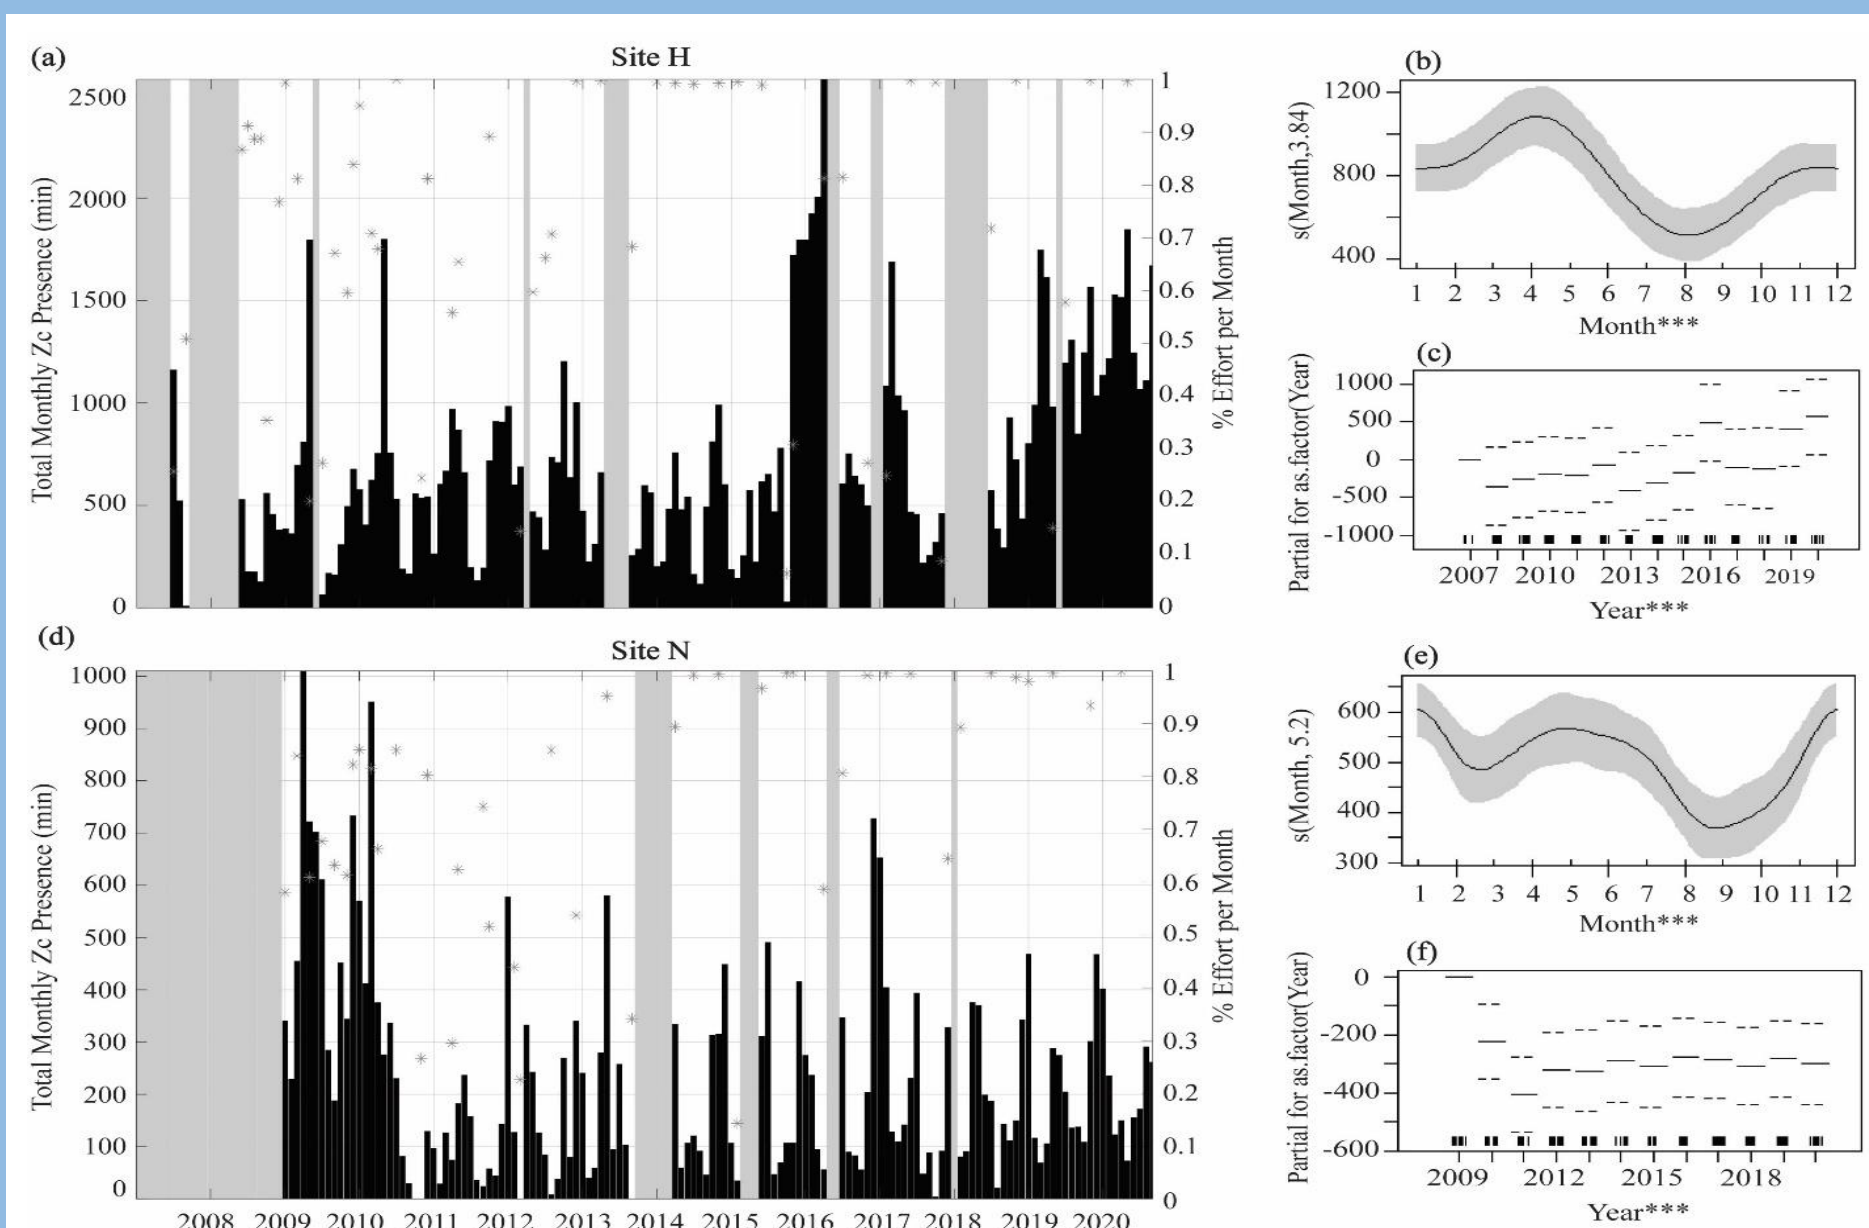 (a)
Site H
Total Monthly Zc Presence (min)
2500
2000
1500
1000
500
0
1
0.9
0.8
0.7
0.6
0.5
0.4
0.3
0.2
0.1
0
% Effort per Month
(b)
s(Month,3.84)
1200
800
400
1 2 3 4 5 6 7 8 9 10 11 12
Month***
(c)
Partial for as.factor(Year)
1000
500
0
-500
-1000
2007 2010 2013 2016 2019
Year***
(d)
Site N
Total Monthly Zc Presence (min)
1000
900
800
700
600
500
400
300
200
100
0
1
0.9
0.8
0.7
0.6
0.5
0.4
0.3
0.2
0.1
0
% Effort per Month
2008 2009 2010 2011 2012 2013 2014 2015 2016 2017 2018 2019 2020
(e)
s(Month, 5.2)
600
500
400
300
1 2 3 4 5 6 7 8 9 10 11 12
Month***
(f)
Partial for as.factor(Year)
0
-200
-400
-600
2009 2012 2015 2018
Year***